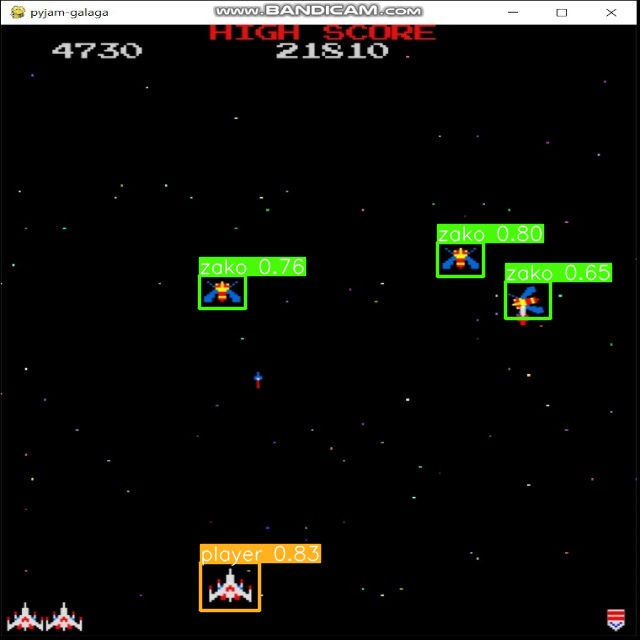 pyjam-galaga
www.BANDICAM.com
HIGH SCORE
4730 21810
zako 0.80
zako 0.76
zako 0.65
player 0.83